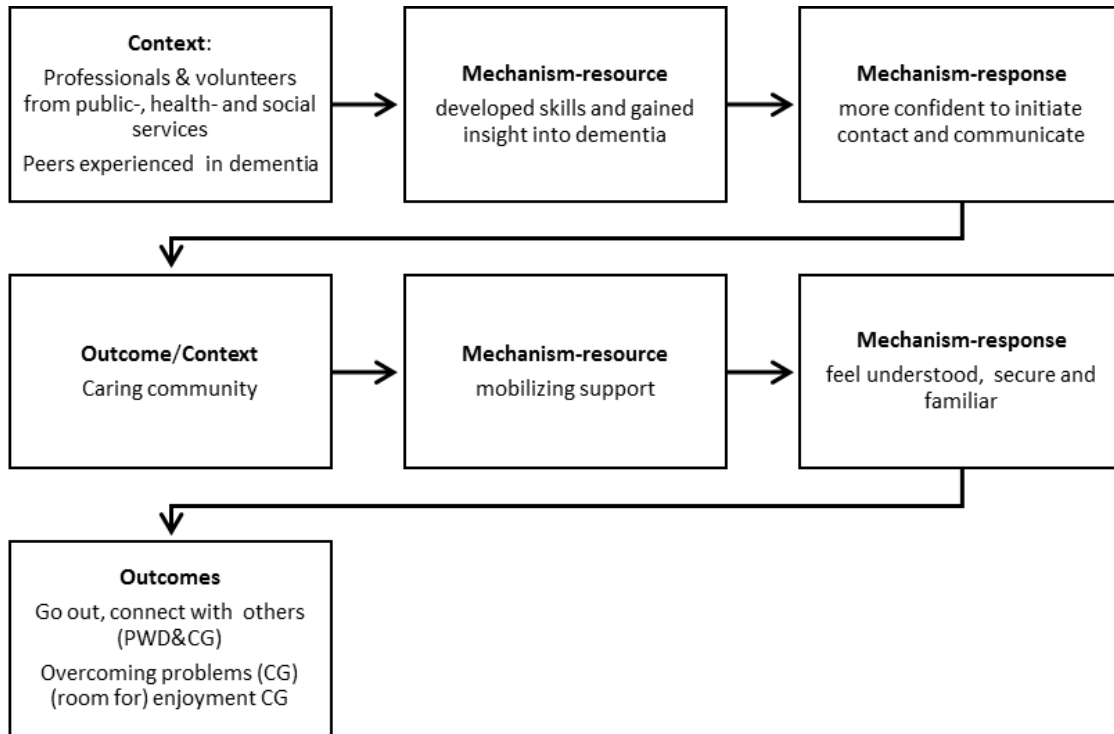 Context:
Professionals & volunteers
from public-, health- and social
services
Peers experienced in dementia
Mechanism-resource
developed skills and gained
insight into dementia
Mechanism-response
more confident to initiate
contact and communicate
Outcome/Context
Caring community
Mechanism-resource
mobilizing support
Mechanism-response
feel understood, secure and
familiar
Outcomes
Go out, connect with others
(PWD&CG)
Overcoming problems (CG)
(room for) enjoyment CG